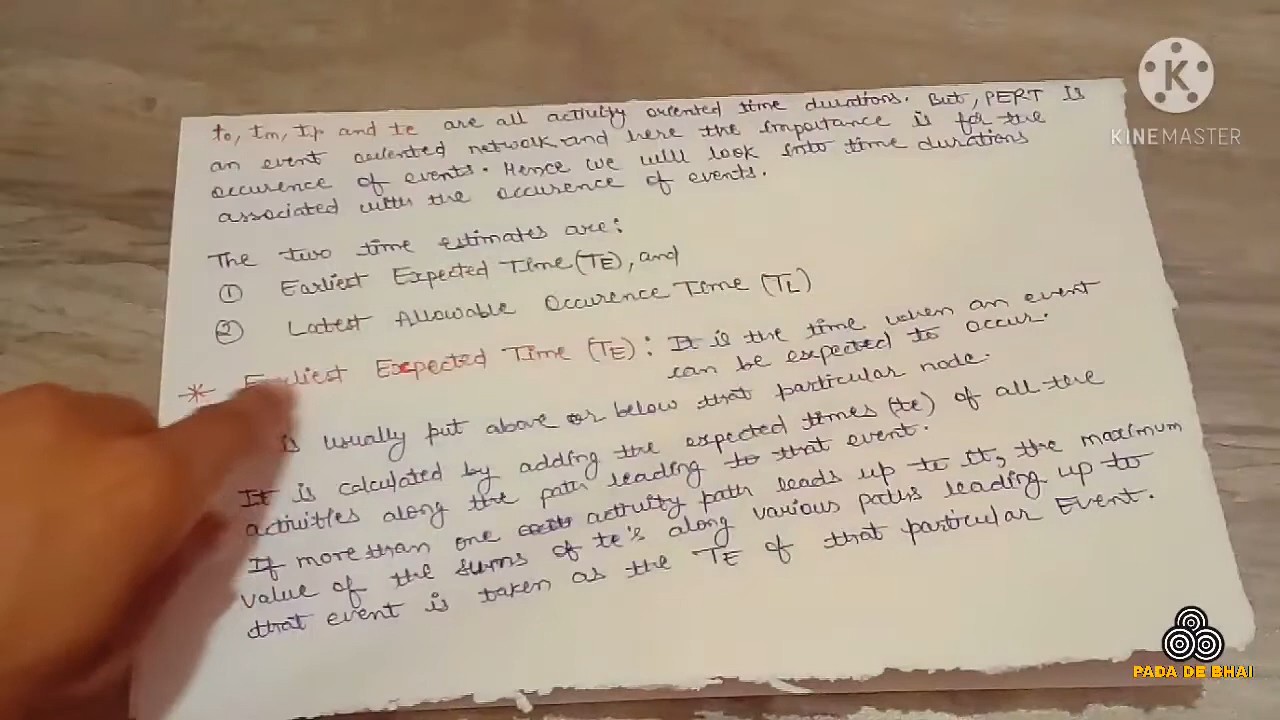 to, tm, tp and te are all activity oriented time durations. But, PERT is
an event oriented network and here the importance is for the
occurence of events. Hence we will look into time durations
associated with the occurence of events.
The two time estimates are:
① Earliest Expected Time (TE), and
② Latest Allowable Occurence Time (TL)
* Earliest Expected Time (TE): It is the time when an event
can be expected to occur.
is usually put above or below that particular node.
It is calculated by adding the expected times (te) of all the
activities along the path leading to that event.
If more than one activity path leads up to it, the maximum
value of the sums of te's along various paths leading up to
that event is taken as the TE of that particular Event.
K
KINEMASTER
PADA DE BHAI